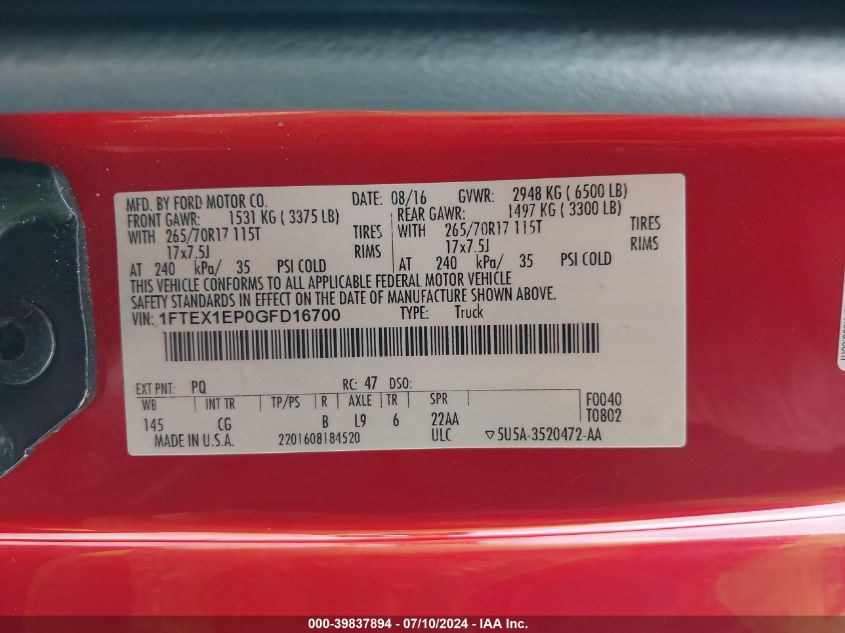 MFD. BY FORD MOTOR CO. DATE: 08/16 GVWR: 2948 KG ( 6500 LB)
FRONT GAWR: 1531 KG ( 3375 LB) REAR GAWR: 1497 KG ( 3300 LB)
WITH 265/70R17 115T TIRES WITH 265/70R17 115T TIRES
17x7.5J RIMS 17x7.5J RIMS
AT 240 kPa/ 35 PSI COLD AT 240 kPa/ 35 PSI COLD
THIS VEHICLE CONFORMS TO ALL APPLICABLE FEDERAL MOTOR VEHICLE
SAFETY STANDARDS IN EFFECT ON THE DATE OF MANUFACTURE SHOWN ABOVE.
VIN: 1FTEX1EP0GFD16700 TYPE: Truck
EXT PNT: PQ RC: 47 DSO:
WB INT TR TP/PS R AXLE TR SPR F0040
145 CG B L9 6 22AA T0802
MADE IN U.S.A. 2201608184520 ULC ▽5U5A-3520472-AA
000-39837894 - 07/10/2024 - IAA Inc.